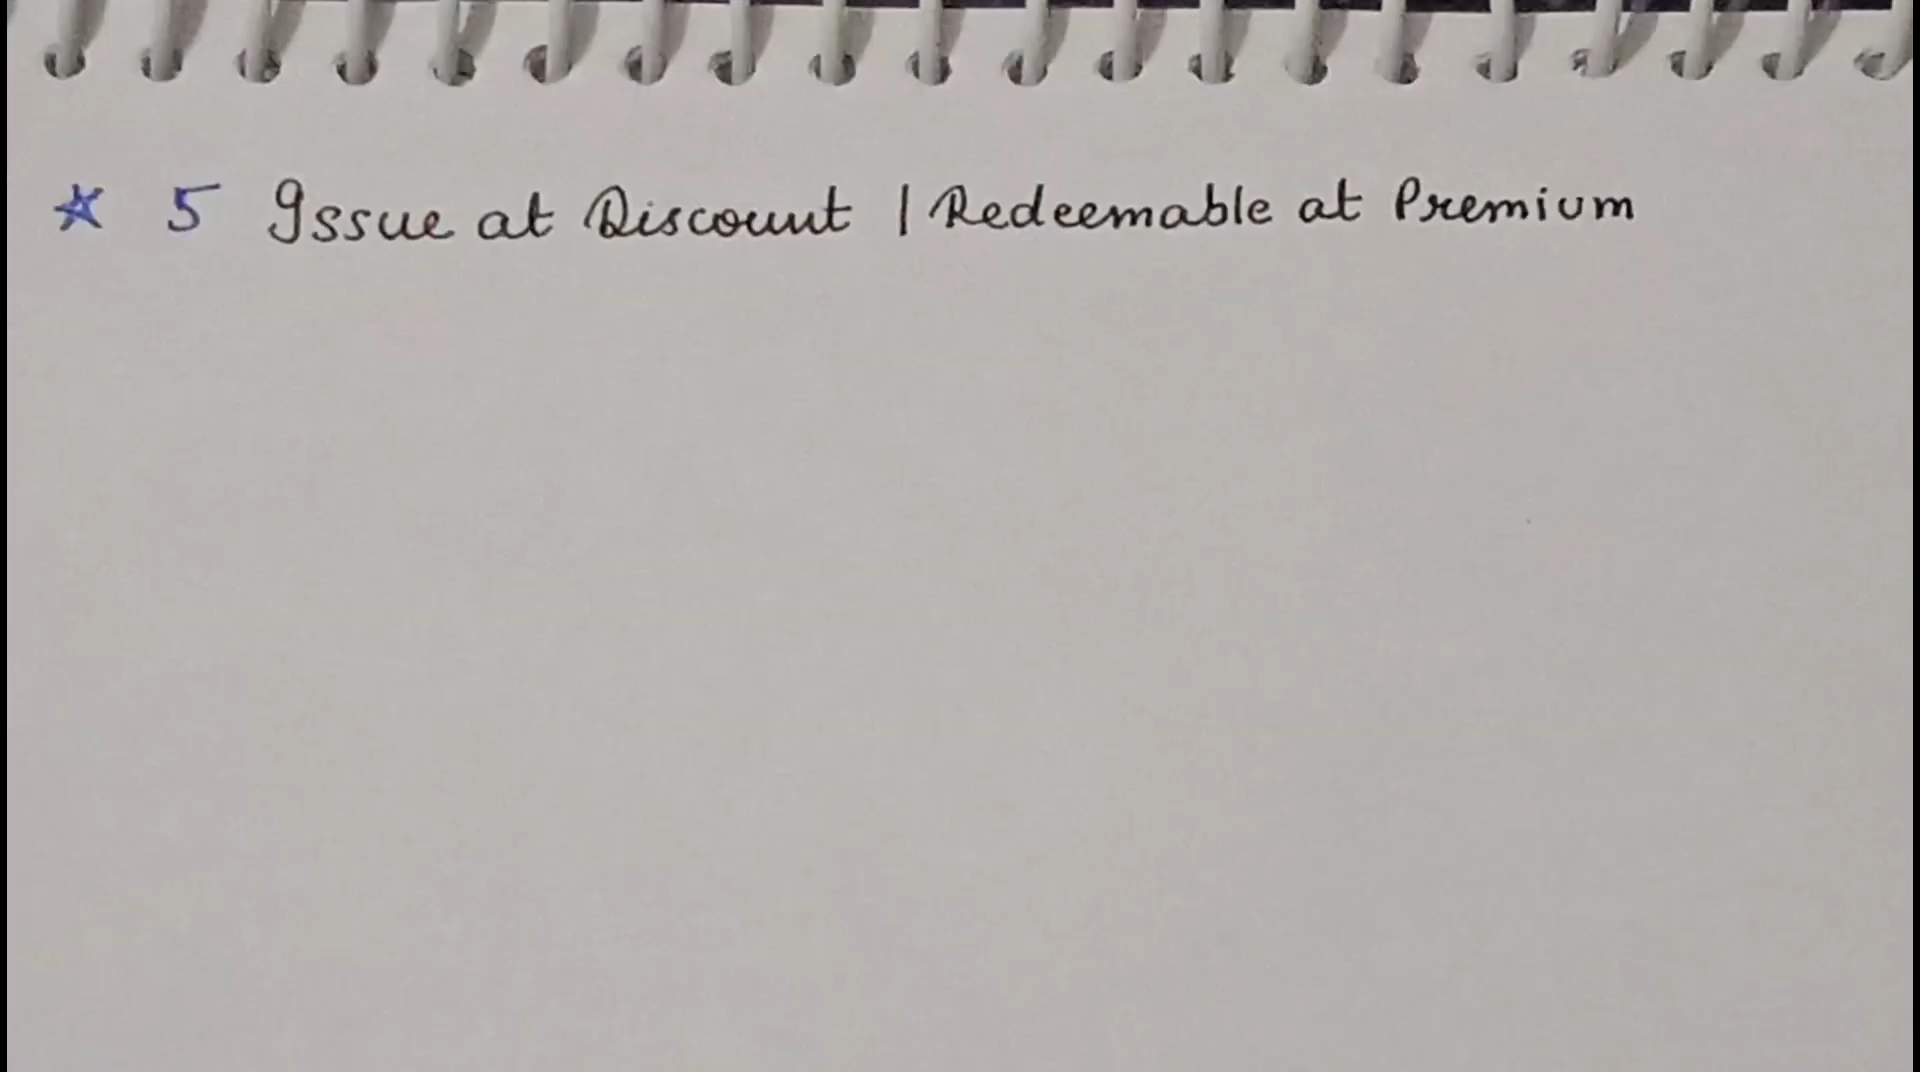 ☆ 5 Issue at Discount | Redeemable at Premium